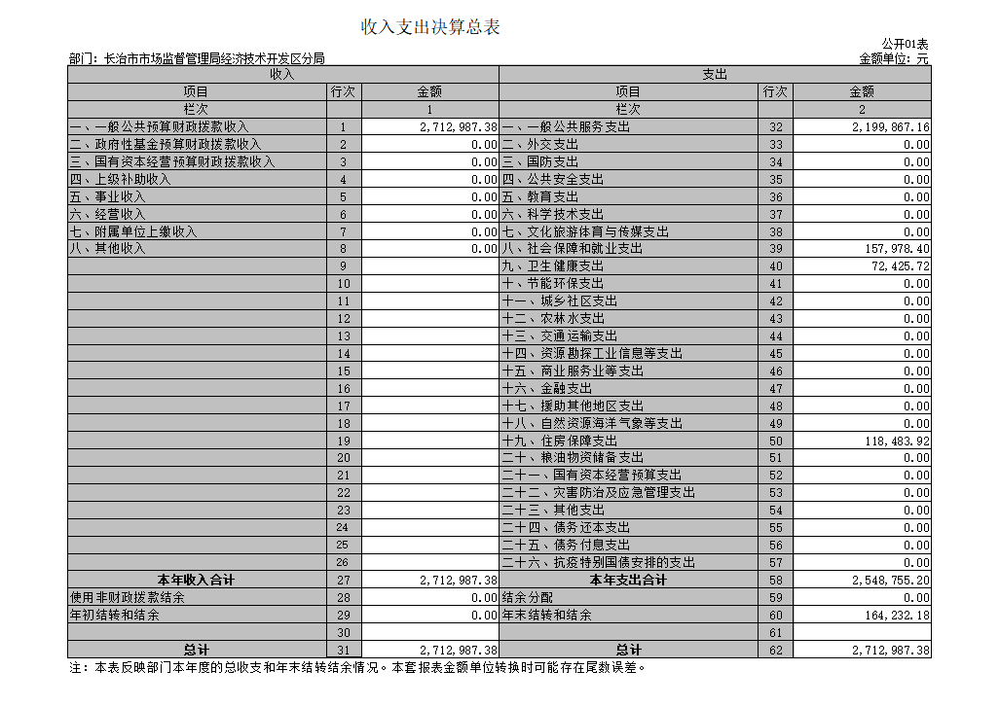 收入支出决算总表
公开01表
部门：长治市市场监督管理局经济技术开发区分局 金额单位：元
收入 支出
项目 行次 金额 项目 行次 金额
栏次 1 栏次 2
一、一般公共预算财政拨款收入 1 2,712,987.38 一、一般公共服务支出 32 2,199,867.16
二、政府性基金预算财政拨款收入 2 0.00 二、外交支出 33 0.00
三、国有资本经营预算财政拨款收入 3 0.00 三、国防支出 34 0.00
四、上级补助收入 4 0.00 四、公共安全支出 35 0.00
五、事业收入 5 0.00 五、教育支出 36 0.00
六、经营收入 6 0.00 六、科学技术支出 37 0.00
七、附属单位上缴收入 7 0.00 七、文化旅游体育与传媒支出 38 0.00
八、其他收入 8 0.00 八、社会保障和就业支出 39 157,978.40
9 九、卫生健康支出 40 72,425.72
10 十、节能环保支出 41 0.00
11 十一、城乡社区支出 42 0.00
12 十二、农林水支出 43 0.00
13 十三、交通运输支出 44 0.00
14 十四、资源勘探工业信息等支出 45 0.00
15 十五、商业服务业等支出 46 0.00
16 十六、金融支出 47 0.00
17 十七、援助其他地区支出 48 0.00
18 十八、自然资源海洋气象等支出 49 0.00
19 十九、住房保障支出 50 118,483.92
20 二十、粮油物资储备支出 51 0.00
21 二十一、国有资本经营预算支出 52 0.00
22 二十二、灾害防治及应急管理支出 53 0.00
23 二十三、其他支出 54 0.00
24 二十四、债务还本支出 55 0.00
25 二十五、债务付息支出 56 0.00
26 二十六、抗疫特别国债安排的支出 57 0.00
本年收入合计 27 2,712,987.38 本年支出合计 58 2,548,755.20
使用非财政拨款结余 28 0.00 结余分配 59 0.00
年初结转和结余 29 0.00 年末结转和结余 60 164,232.18
30 61
总计 31 2,712,987.38 总计 62 2,712,987.38
注：本表反映部门本年度的总收支和年末结转结余情况。本套报表金额单位转换时可能存在尾数误差。